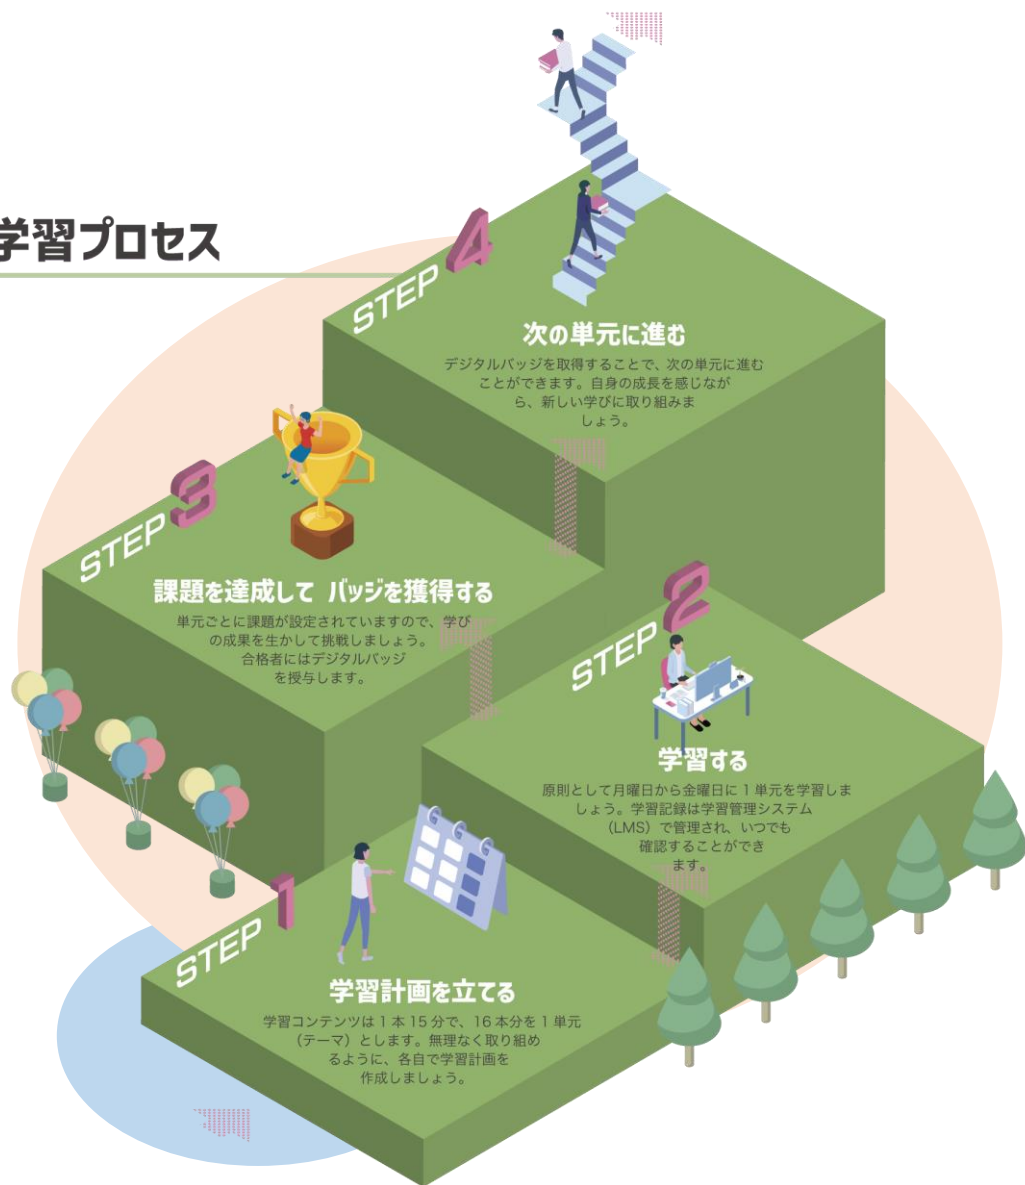 学習プロセス
STEP 1
学習計画を立てる
学習コンテンツは1本15分で、16本分を1単元
(テーマ)とします。無理なく取り組め
るように、各自で学習計画を
作成しましょう。
STEP 2
学習する
原則として月曜日から金曜日に1単元を学習しま
しょう。学習記録は学習管理システム
(LMS)で管理され、いつでも
確認することができ
ます。
STEP 3
課題を達成して バッジを獲得する
単元ごとに課題が設定されていますので、学び
の成果を生かして挑戦しましょう。
合格者にはデジタルバッジ
を授与します。
STEP 4
次の単元に進む
デジタルバッジを取得することで、次の単元に進む
ことができます。自身の成長を感じなが
ら、新しい学びに取り組みま
しょう。